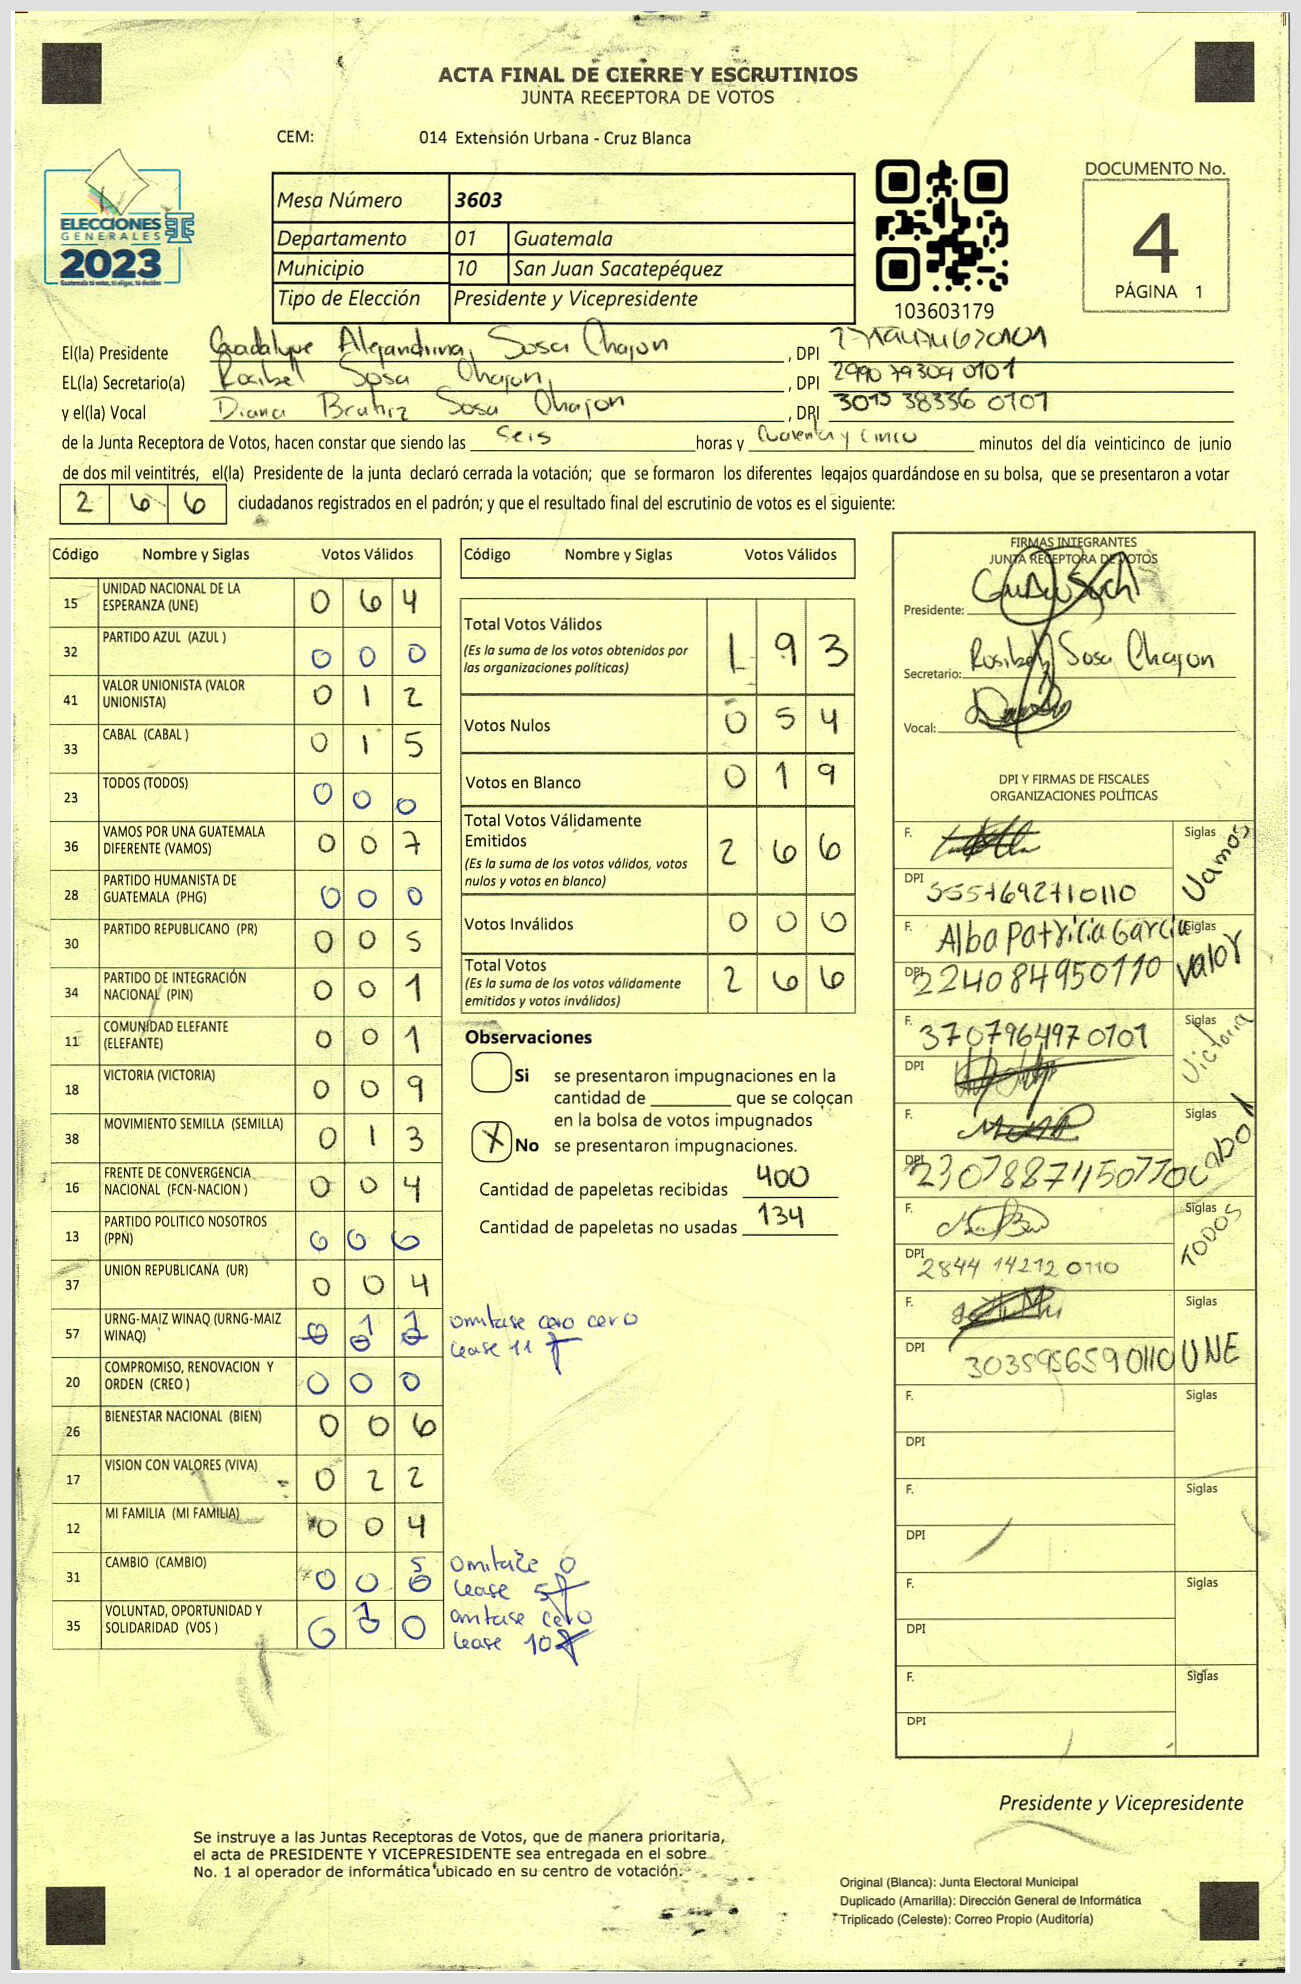 ACTA FINAL DE CIERRE Y ESCRUTINIOS
JUNTA RECEPTORA DE VOTOS
CEM: 014 Extensión Urbana - Cruz Blanca
ELECCIONES
GENERALES
2023
Guatemala tú votas, tú eliges, tú decides
Mesa Número 3603
Departamento 01 Guatemala
Municipio 10 San Juan Sacatepéquez
Tipo de Elección Presidente y Vicepresidente
103603179
DOCUMENTO No.
4
PÁGINA 1
El(la) Presidente Guadalupe Alejandrina Sosa Chajon, DPI
EL(la) Secretario(a) Rosibel Sosa Chajon, DPI 2990 79309 0101
y el(la) Vocal Diana Beatriz Sosa Chajon, DPI 3015 38336 0101
de la Junta Receptora de Votos, hacen constar que siendo las seis horas y Cuarenta y cinco minutos del día veinticinco de junio
de dos mil veintitrés, el(la) Presidente de la junta declaró cerrada la votación; que se formaron los diferentes legajos guardándose en su bolsa, que se presentaron a votar
2 6 6 ciudadanos registrados en el padrón; y que el resultado final del escrutinio de votos es el siguiente:
Código Nombre y Siglas Votos Válidos
15 UNIDAD NACIONAL DE LA ESPERANZA (UNE) 0 6 4
32 PARTIDO AZUL (AZUL ) 0 0 0
41 VALOR UNIONISTA (VALOR UNIONISTA) 0 1 2
33 CABAL (CABAL ) 0 1 5
23 TODOS (TODOS) 0 0 0
36 VAMOS POR UNA GUATEMALA DIFERENTE (VAMOS) 0 0 7
28 PARTIDO HUMANISTA DE GUATEMALA (PHG) 0 0 0
30 PARTIDO REPUBLICANO (PR) 0 0 5
34 PARTIDO DE INTEGRACIÓN NACIONAL (PIN) 0 0 1
11 COMUNIDAD ELEFANTE (ELEFANTE) 0 0 1
18 VICTORIA (VICTORIA) 0 0 9
38 MOVIMIENTO SEMILLA (SEMILLA) 0 1 3
16 FRENTE DE CONVERGENCIA NACIONAL (FCN-NACION ) 0 0 4
13 PARTIDO POLITICO NOSOTROS (PPN) 0 0 0
37 UNION REPUBLICANA (UR) 0 0 4
57 URNG-MAIZ WINAQ (URNG-MAIZ WINAQ) 0 1 1 omitase cero cero
lease 11
20 COMPROMISO, RENOVACION Y ORDEN (CREO ) 0 0 0
26 BIENESTAR NACIONAL (BIEN) 0 0 6
17 VISION CON VALORES (VIVA) 0 2 2
12 MI FAMILIA (MI FAMILIA) 0 0 4
31 CAMBIO (CAMBIO) 0 0 5 omitase 0
lease 5
35 VOLUNTAD, OPORTUNIDAD Y SOLIDARIDAD (VOS ) 0 1 0 omitase cero
lease 10
Código Nombre y Siglas Votos Válidos
Total Votos Válidos 1 9 3
(Es la suma de los votos obtenidos por
las organizaciones políticas)
Votos Nulos 0 5 4
Votos en Blanco 0 1 9
Total Votos Válidamente
Emitidos 2 6 6
(Es la suma de los votos válidos, votos
nulos y votos en blanco)
Votos Inválidos 0 0 0
Total Votos 2 6 6
(Es la suma de los votos válidamente
emitidos y votos inválidos)
Observaciones
Si se presentaron impugnaciones en la
cantidad de ________ que se colocan
en la bolsa de votos impugnados
X No se presentaron impugnaciones.
Cantidad de papeletas recibidas 400
Cantidad de papeletas no usadas 134
FIRMAS INTEGRANTES
JUNTA RECEPTORA DE VOTOS
Presidente:
Secretario: Rosibel Sosa Chajon
Vocal:
DPI Y FIRMAS DE FISCALES
ORGANIZACIONES POLÍTICAS
F. Siglas Vamos
DPI 3557692710110
F. Alba Patricia Garcia Siglas Valor
DPI 224084950110
F. 3707964970101 Siglas Victoria
DPI
F. Siglas Cabal
DPI
F. Siglas TODOS
DPI 2844 14212 0110
F. Siglas UNE
DPI 3035956590110
F. Siglas
DPI
F. Siglas
DPI
F. Siglas
DPI
F. Siglas
DPI
Presidente y Vicepresidente
Se instruye a las Juntas Receptoras de Votos, que de manera prioritaria,
el acta de PRESIDENTE Y VICEPRESIDENTE sea entregada en el sobre
No. 1 al operador de informática ubicado en su centro de votación.
Original (Blanca): Junta Electoral Municipal
Duplicado (Amarilla): Dirección General de Informática
Triplicado (Celeste): Correo Propio (Auditoría)